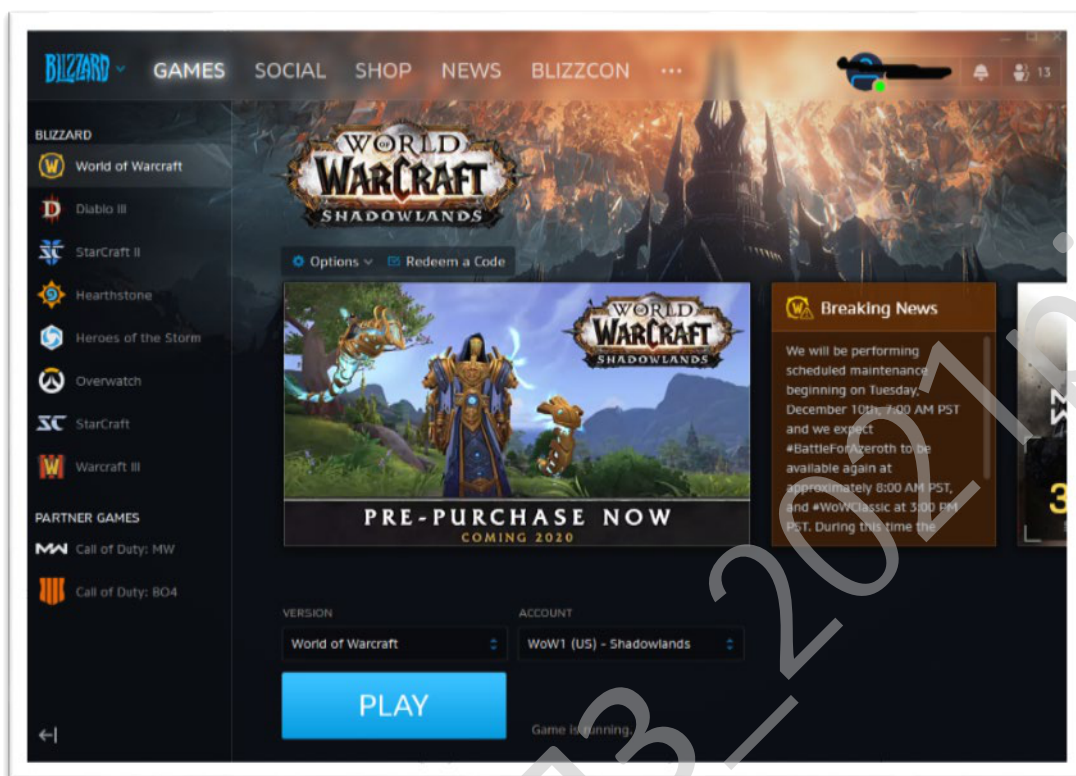 BLIZZARD
GAMES SOCIAL SHOP NEWS BLIZZCON ...
13
BLIZZARD
World of Warcraft
Diablo III
StarCraft II
Hearthstone
Heroes of the Storm
Overwatch
StarCraft
Warcraft III
PARTNER GAMES
Call of Duty: MW
Call of Duty: BO4
WORLD
OF
WARCRAFT
SHADOWLANDS
Options
Redeem a Code
WORLD
OF
WARCRAFT
SHADOWLANDS
PRE-PURCHASE NOW
COMING 2020
Breaking News
We will be performing
scheduled maintenance
beginning on Tuesday,
December 10th, 7:00 AM PST
and we expect
#BattleForAzeroth to be
available again at
approximately 8:00 AM PST,
and #WoWClassic at 3:00 PM
PST. During this time the
3
VERSION
World of Warcraft
ACCOUNT
WoW1 (US) - Shadowlands
PLAY
Game is running.